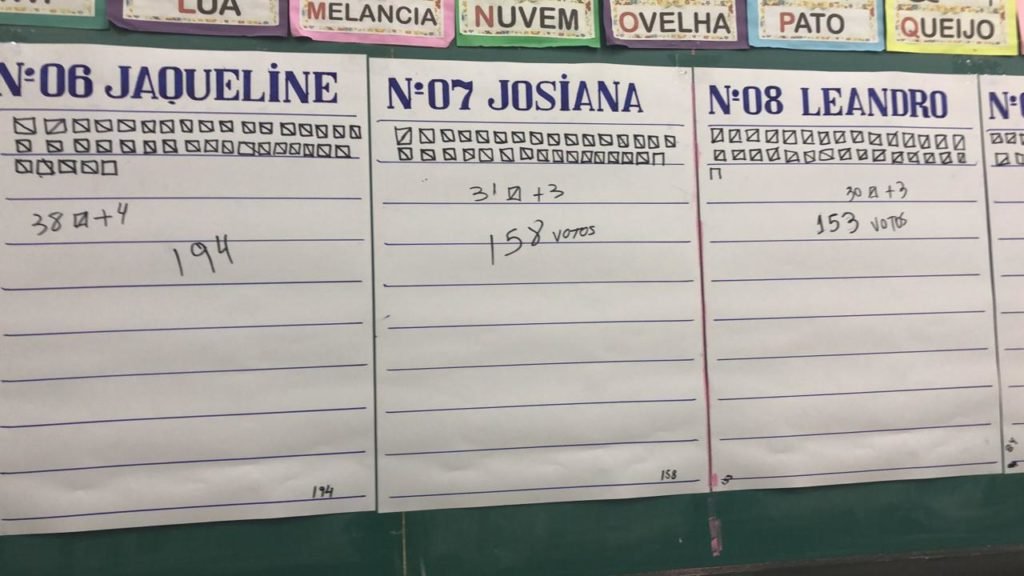 LUA
MELANCIA
NUVEM
OVELHA
PATO
QUEIJO
Nº06 JAQUELINE
38 + 4
194
194
Nº07 JOSIANA
31 + 3
158 VOTOS
158
Nº08 LEANDRO
30 + 3
153 VOTOS